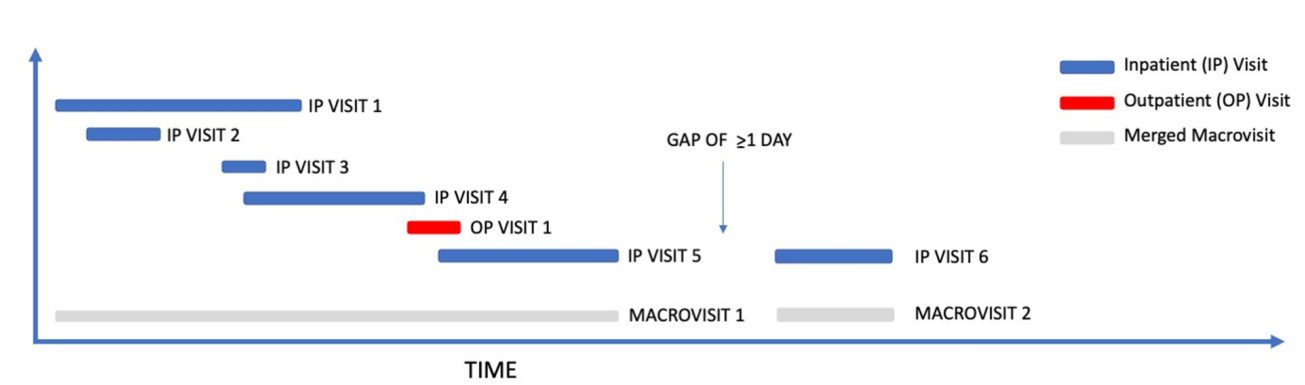 Inpatient (IP) Visit
Outpatient (OP) Visit
Merged Macrovisit
IP VISIT 1
IP VISIT 2
GAP OF ≥1 DAY
IP VISIT 3
IP VISIT 4
OP VISIT 1
IP VISIT 5
IP VISIT 6
MACROVISIT 1
MACROVISIT 2
TIME